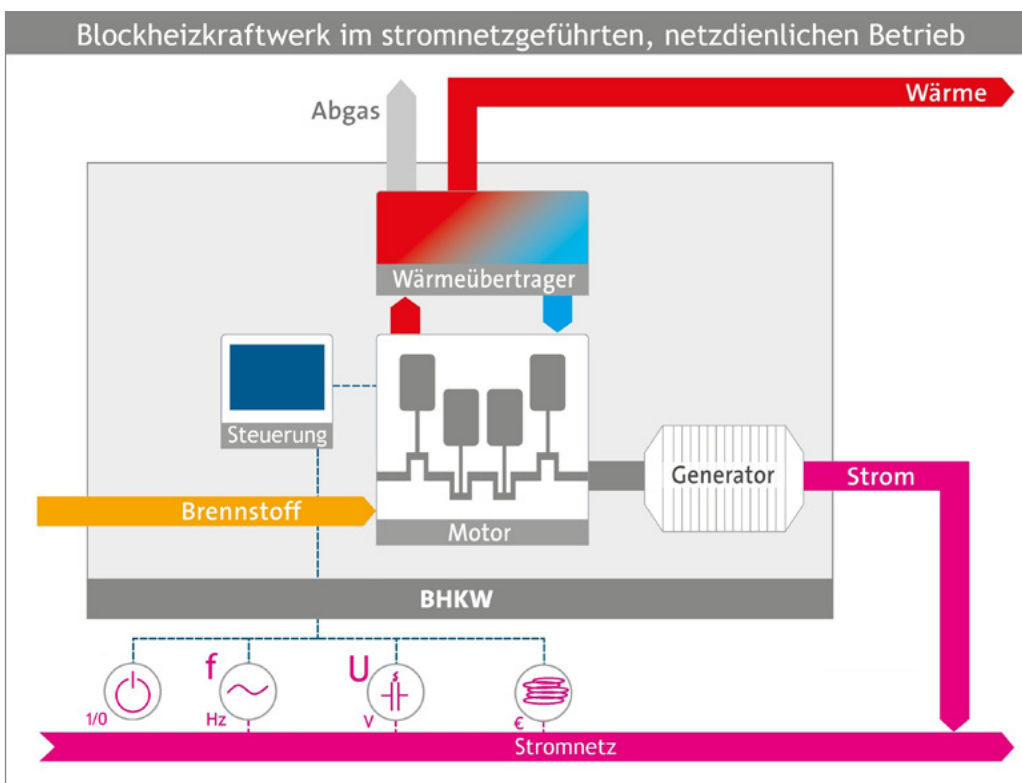 Blockheizkraftwerk im stromnetzgeführten, netzdienlichen Betrieb
Wärme
Abgas
Wärmeübertrager
Steuerung
Generator
Strom
Brennstoff
Motor
BHKW
f
U
1/0
Hz
V
€
Stromnetz